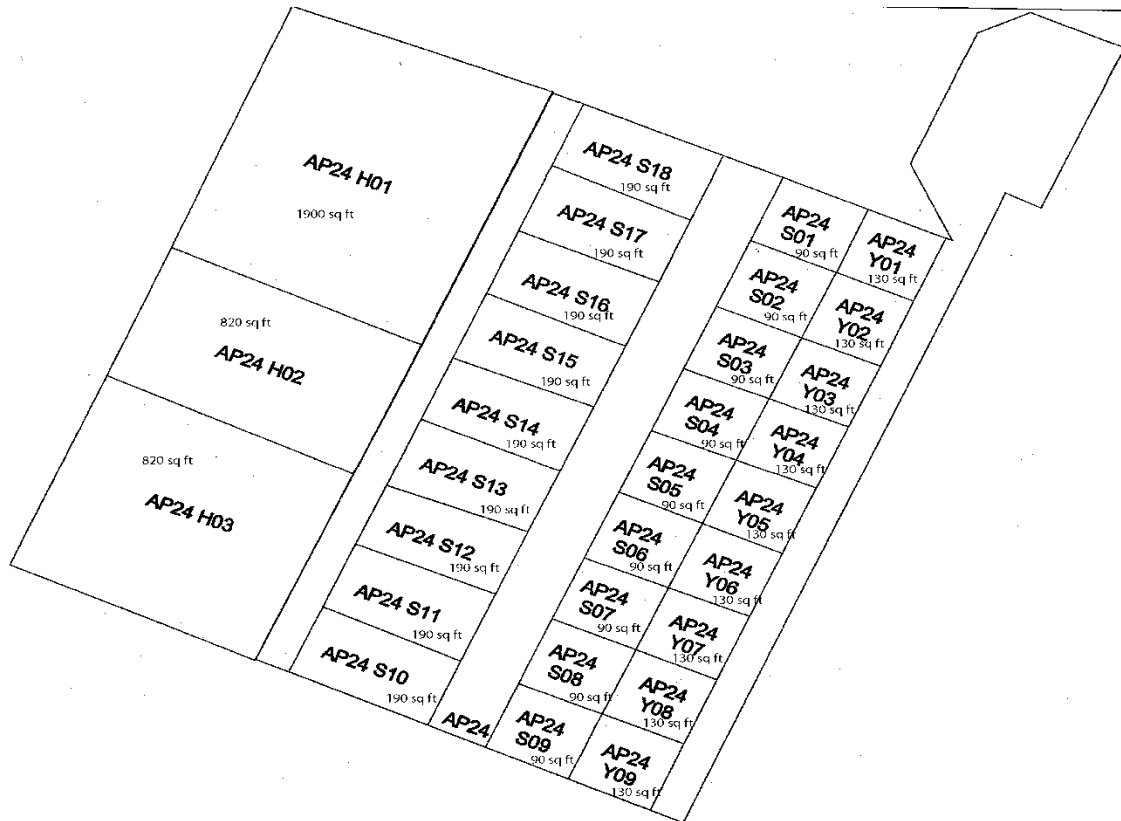 AP24 H01
1900 sq ft
820 sq ft
AP24 H02
820 sq ft
AP24 H03
AP24 S18
190 sq ft
AP24 S17
190 sq ft
AP24 S16
190 sq ft
AP24 S15
190 sq ft
AP24 S14
190 sq ft
AP24 S13
190 sq ft
AP24 S12
190 sq ft
AP24 S11
190 sq ft
AP24 S10
190 sq ft
AP24
AP24
S01
90 sq ft
AP24
S02
90 sq ft
AP24
S03
90 sq ft
AP24
S04
90 sq ft
AP24
S05
90 sq ft
AP24
S06
90 sq ft
AP24
S07
90 sq ft
AP24
S08
90 sq ft
AP24
S09
90 sq ft
AP24
Y01
130 sq ft
AP24
Y02
130 sq ft
AP24
Y03
130 sq ft
AP24
Y04
130 sq ft
AP24
Y05
130 sq ft
AP24
Y06
130 sq ft
AP24
Y07
130 sq ft
AP24
Y08
130 sq ft
AP24
Y09
130 sq ft